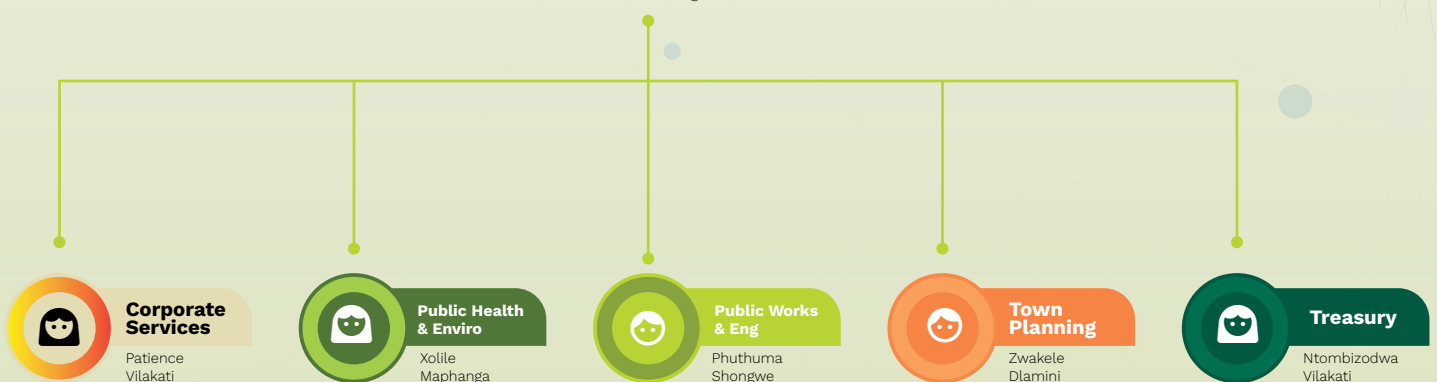 Corporate
Services
Patience
Vilakati
Public Health
& Enviro
Xolile
Maphanga
Public Works
& Eng
Phuthuma
Shongwe
Town
Planning
Zwakele
Dlamini
Treasury
Ntombizodwa
Vilakati